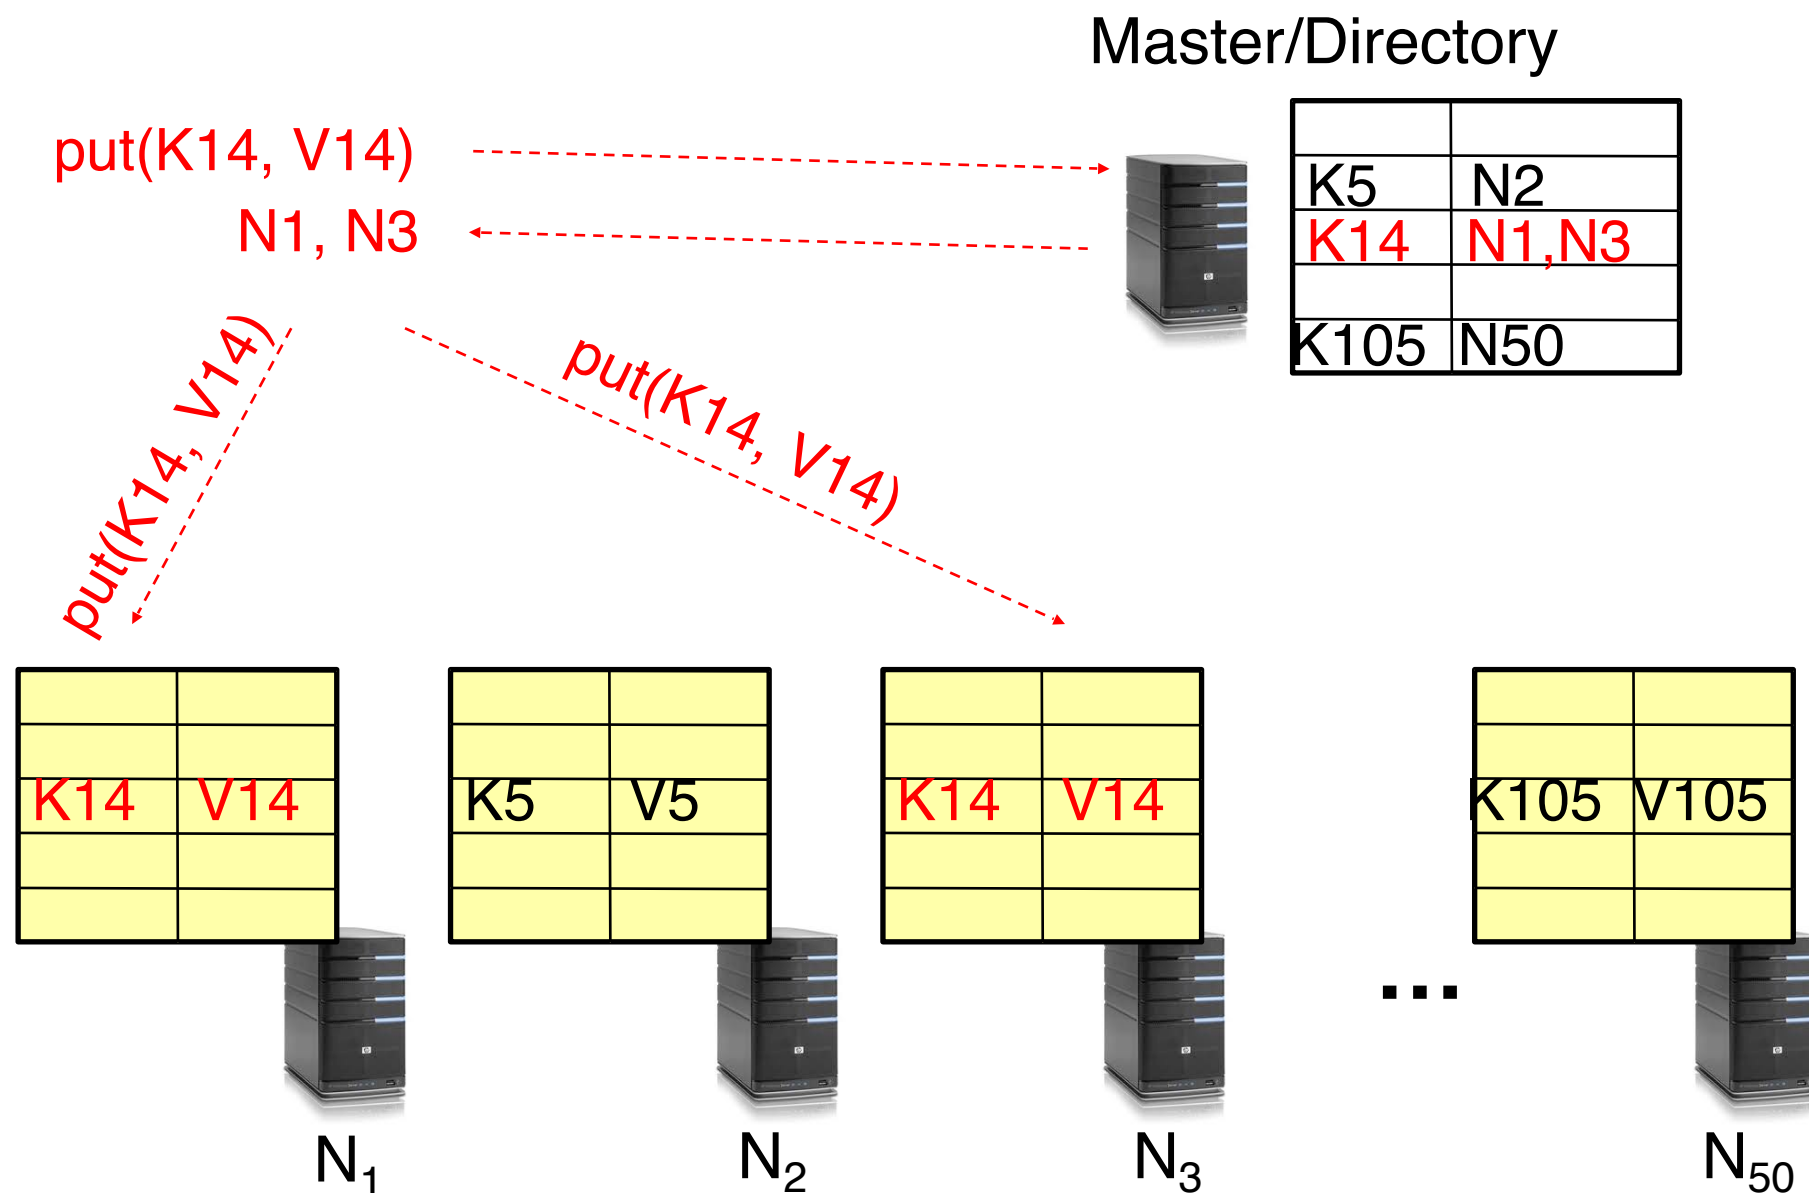 Master/Directory
put(K14, V14)
N1, N3
K5 N2
K14 N1,N3
K105 N50
put(K14, V14)
put(K14, V14)
K14 V14
K5 V5
K14 V14
K105 V105
...
N1
N2
N3
N50